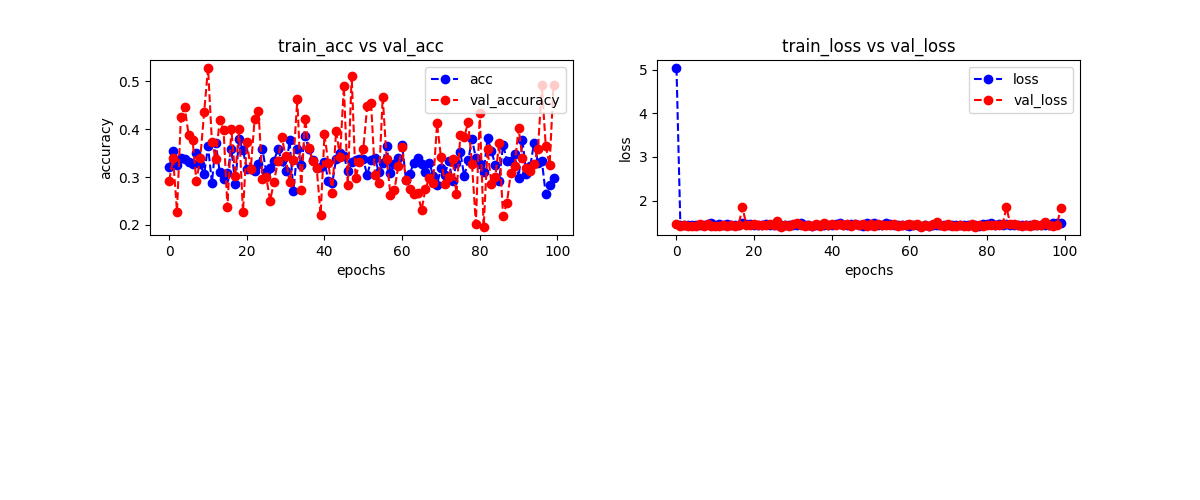 train_acc vs val_acc
accuracy
0.5
0.4
0.3
0.2
acc
val_accuracy
0 20 40 60 80 100
epochs
train_loss vs val_loss
loss
5
4
3
2
loss
val_loss
0 20 40 60 80 100
epochs